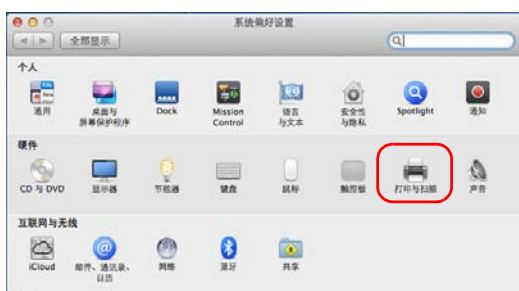 系统偏好设置
全部显示
个人
通用
桌面与
屏幕保护程序
Dock
Mission
Control
语言
与文本
安全性
与隐私
Spotlight
通知
硬件
CD 与 DVD
显示器
节能器
键盘
鼠标
触控板
打印与扫描
声音
互联网与无线
iCloud
邮件、通讯录、
日历
网络
蓝牙
共享